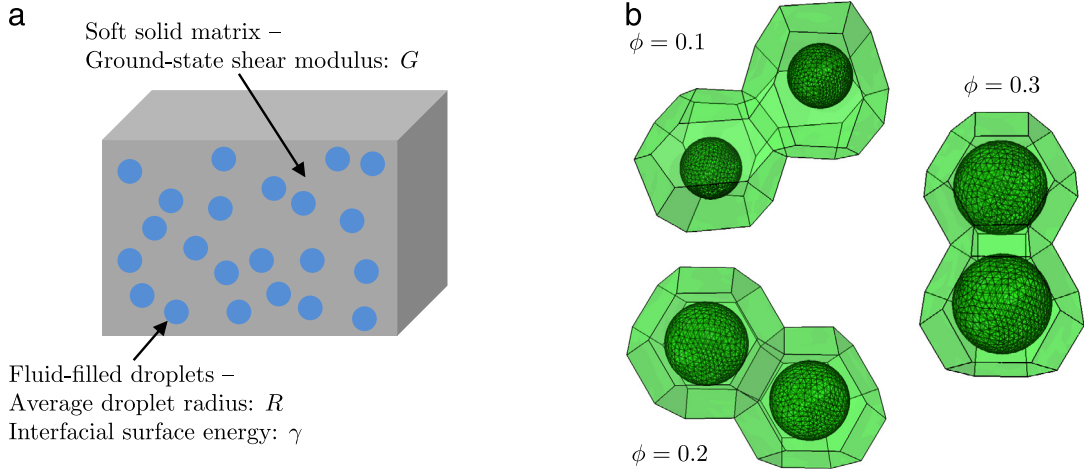 a
Soft solid matrix –
Ground-state shear modulus: G
Fluid-filled droplets –
Average droplet radius: R
Interfacial surface energy: γ
b
ϕ = 0.1
ϕ = 0.3
ϕ = 0.2